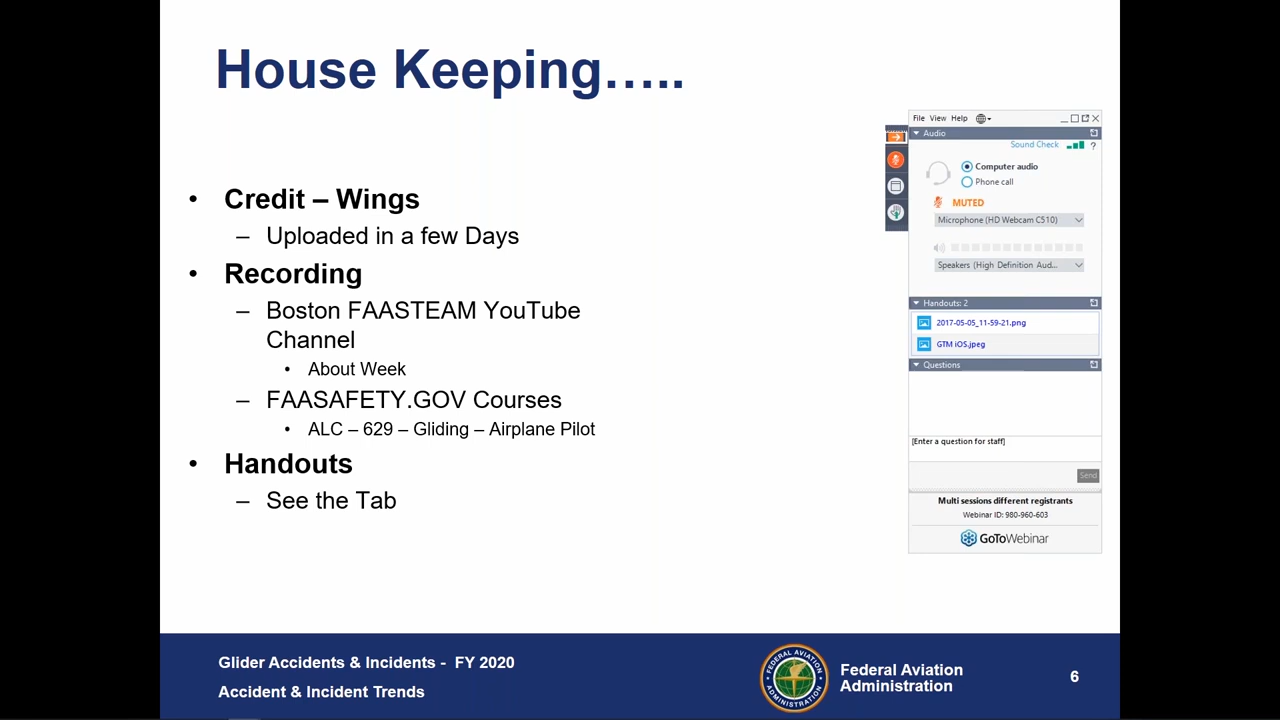 House Keeping…..
• Credit – Wings
– Uploaded in a few Days
• Recording
– Boston FAASTEAM YouTube
Channel
• About Week
– FAASAFETY.GOV Courses
• ALC – 629 – Gliding – Airplane Pilot
• Handouts
– See the Tab
File View Help
Audio
Sound Check ?
Computer audio
Phone call
MUTED
Microphone (HD Webcam C510)
Speakers (High Definition Aud...
Handouts: 2
2017-05-05_11-59-21.png
GTM iOS.jpeg
Questions
[Enter a question for staff]
Send
Multi sessions different registrants
Webinar ID: 980-960-603
GoToWebinar
Glider Accidents & Incidents - FY 2020
Accident & Incident Trends
FEDERAL AVIATION
ADMINISTRATION
Federal Aviation
Administration
6